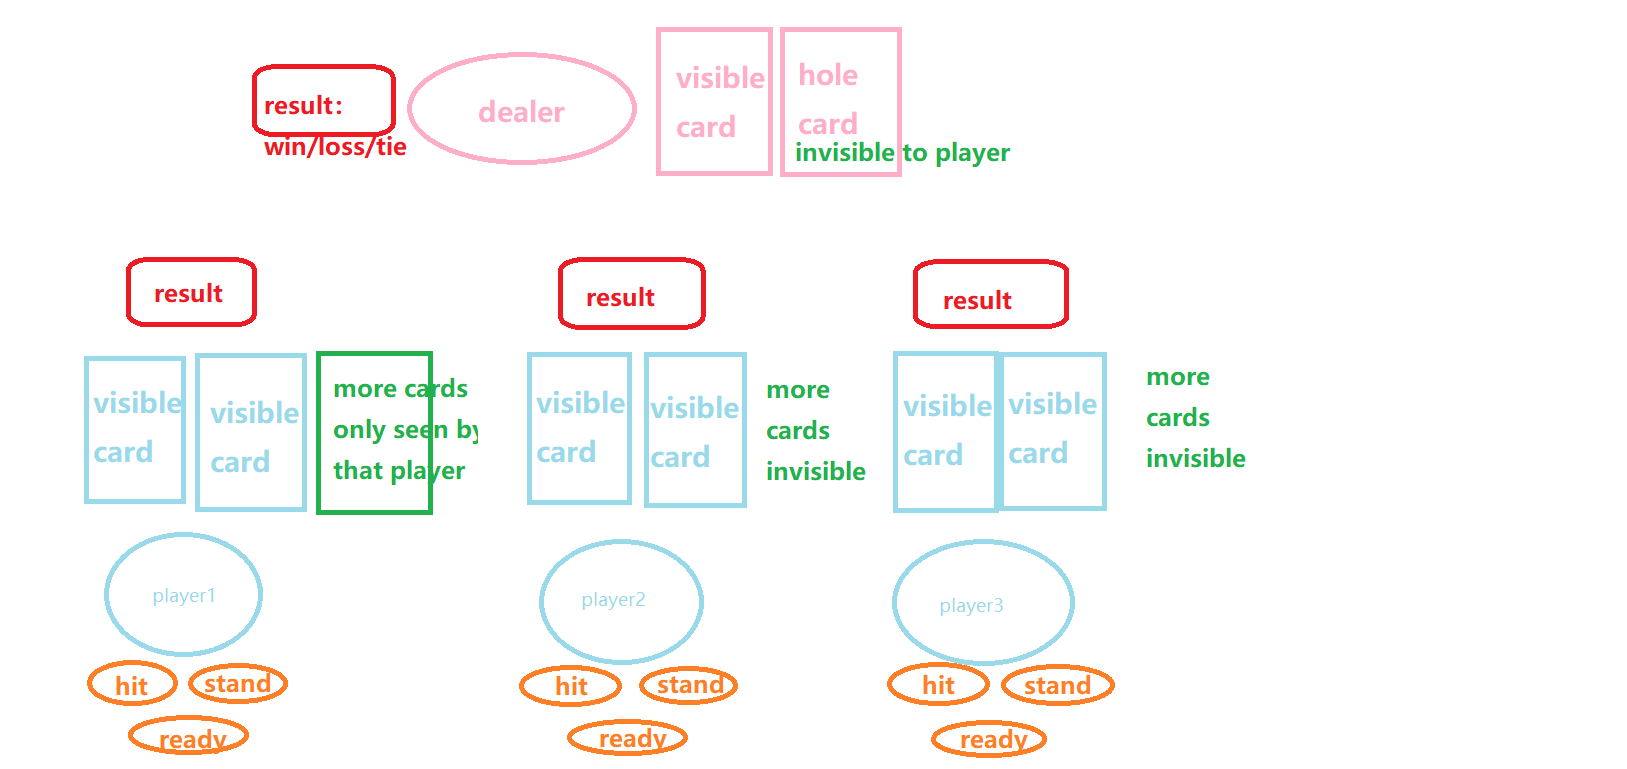 result:
win/loss/tie
dealer
visible
card
hole
card
invisible to player
result
result
result
visible
card
visible
card
more cards
only seen by
that player
visible
card
visible
card
more
cards
invisible
visible
card
visible
card
more
cards
invisible
player1
player2
player3
hit
stand
hit
stand
hit
stand
ready
ready
ready